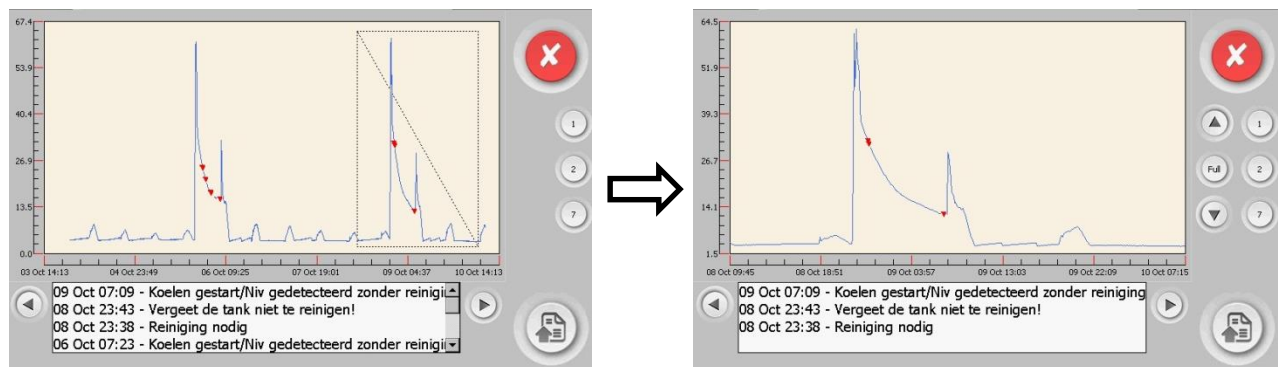 67.4
53.9
40.4
26.9
13.5
0.0
03 Oct 14:13 04 Oct 23:49 06 Oct 09:25 07 Oct 19:01 09 Oct 04:37 10 Oct 14:13
1
2
7
09 Oct 07:09 - Koelen gestart/Niv gedetecteerd zonder reinigi
08 Oct 23:43 - Vergeet de tank niet te reinigen!
08 Oct 23:38 - Reiniging nodig
06 Oct 07:23 - Koelen gestart/Niv gedetecteerd zonder reinigi
64.5
51.9
39.3
26.7
14.1
1.5
08 Oct 09:45 08 Oct 18:51 09 Oct 03:57 09 Oct 13:03 09 Oct 22:09 10 Oct 07:15
1
Full 2
7
09 Oct 07:09 - Koelen gestart/Niv gedetecteerd zonder reiniging
08 Oct 23:43 - Vergeet de tank niet te reinigen!
08 Oct 23:38 - Reiniging nodig